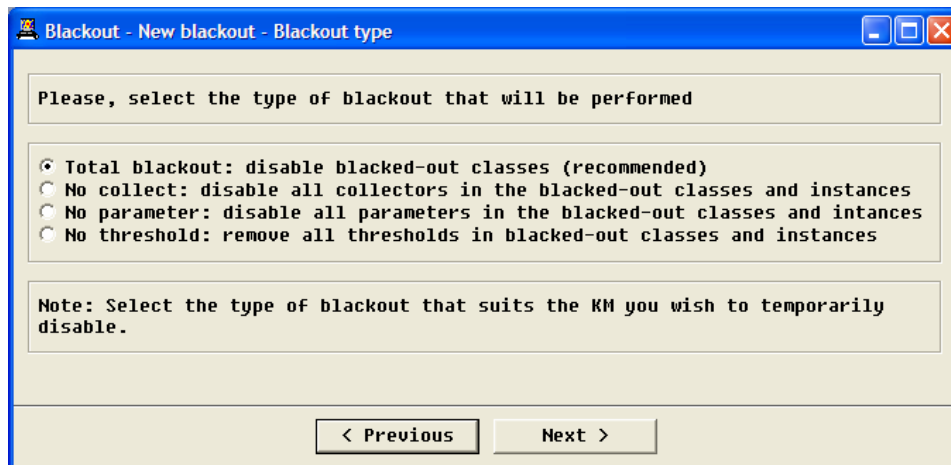 Blackout - New blackout - Blackout type
Please, select the type of blackout that will be performed
Total blackout: disable blacked-out classes (recommended)
No collect: disable all collectors in the blacked-out classes and instances
No parameter: disable all parameters in the blacked-out classes and intances
No threshold: remove all thresholds in blacked-out classes and instances
Note: Select the type of blackout that suits the KM you wish to temporarily
disable.
< Previous
Next >